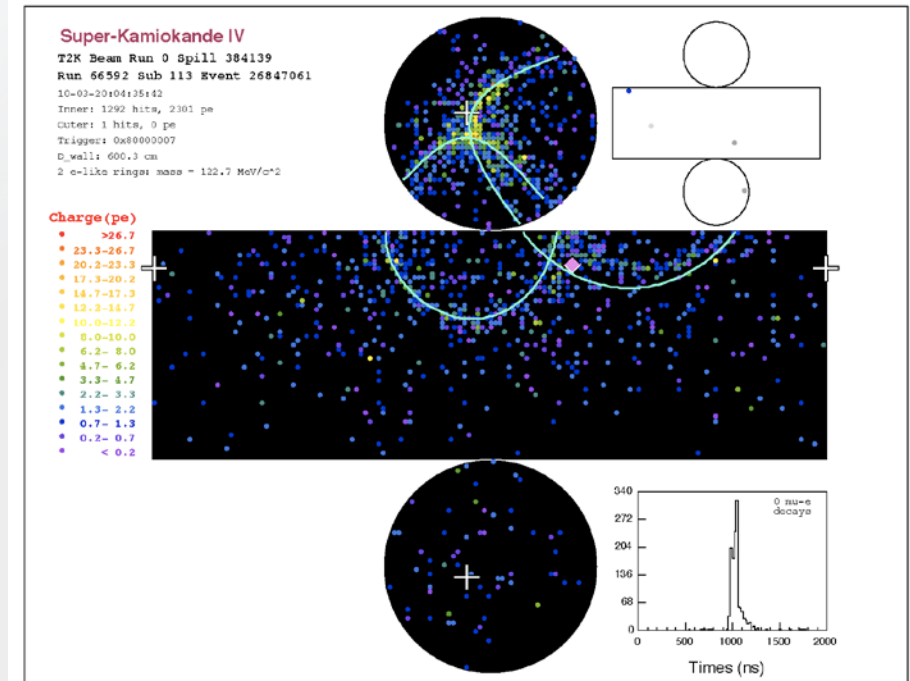 Super-Kamiokande IV
T2K Beam Run 0 Spill 384139
Run 66592 Sub 113 Event 26847061
10-03-20:04:35:42
Inner: 1292 hits, 2301 pe
Outer: 1 hits, 0 pe
Trigger: 0x80000007
D_wall: 600.3 cm
2 e-like rings: mass = 122.7 MeV/c^2
Charge(pe)
>26.7
23.3-26.7
20.2-23.3
17.3-20.2
14.7-17.3
12.2-14.7
10.0-12.2
8.0-10.0
6.2- 8.0
4.7- 6.2
3.3- 4.7
2.2- 3.3
1.3- 2.2
0.7- 1.3
0.2- 0.7
< 0.2
0 mu-e
decays
340
272
204
136
68
0
0 500 1000 1500 2000
Times (ns)